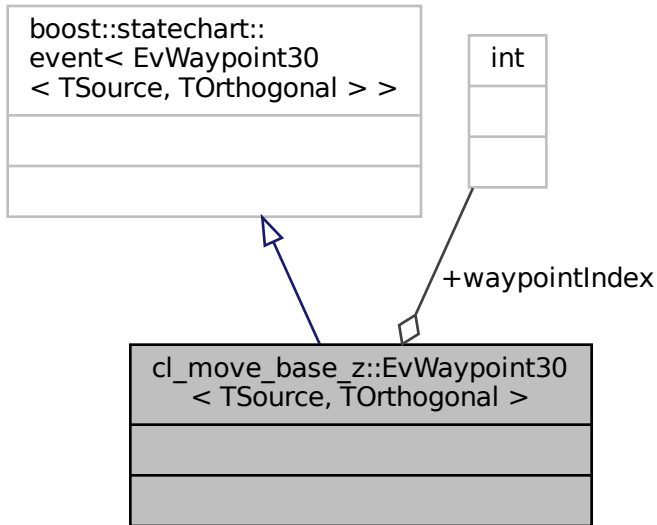 boost::statechart::
event< EvWaypoint30
< TSource, TOrthogonal > >
int
+waypointIndex
cl_move_base_z::EvWaypoint30
< TSource, TOrthogonal >